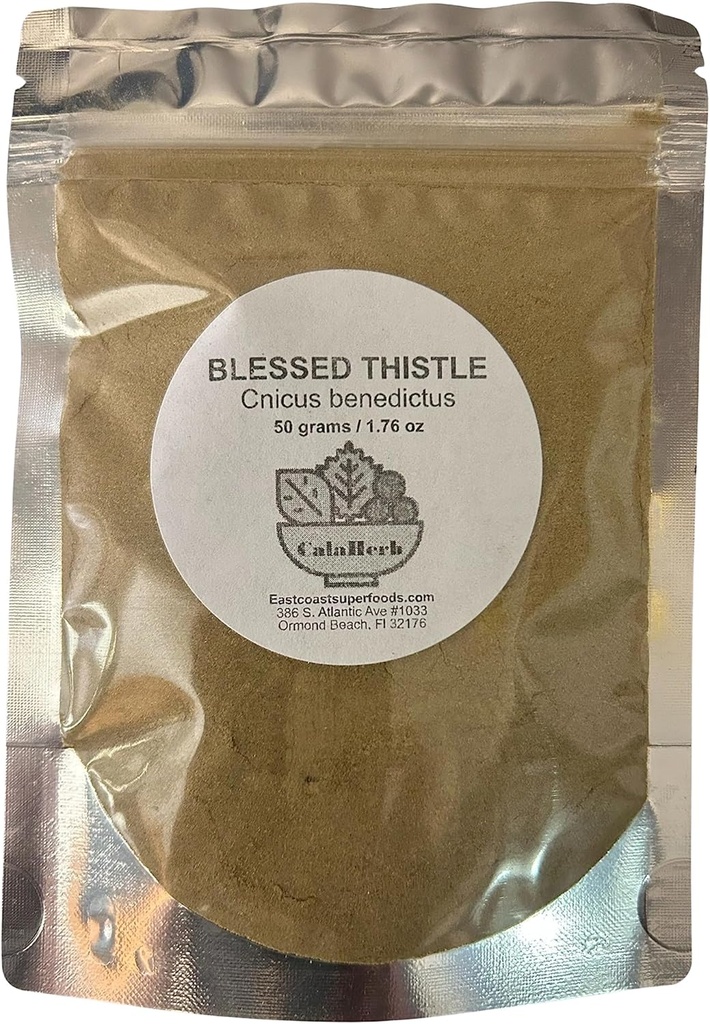 BLESSED THISTLE
Cnicus benedictus
50 grams / 1.76 oz
CalaHerb
Eastcoastsuperfoods.com
386 S. Atlantic Ave #1033
Ormond Beach, Fl 32176